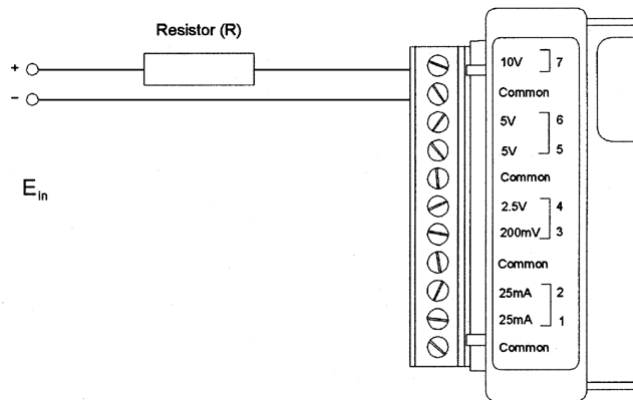 Resistor (R)
+
−
E_in
10V 7
Common
5V 6
5V 5
Common
2.5V 4
200mV 3
Common
25mA 2
25mA 1
Common